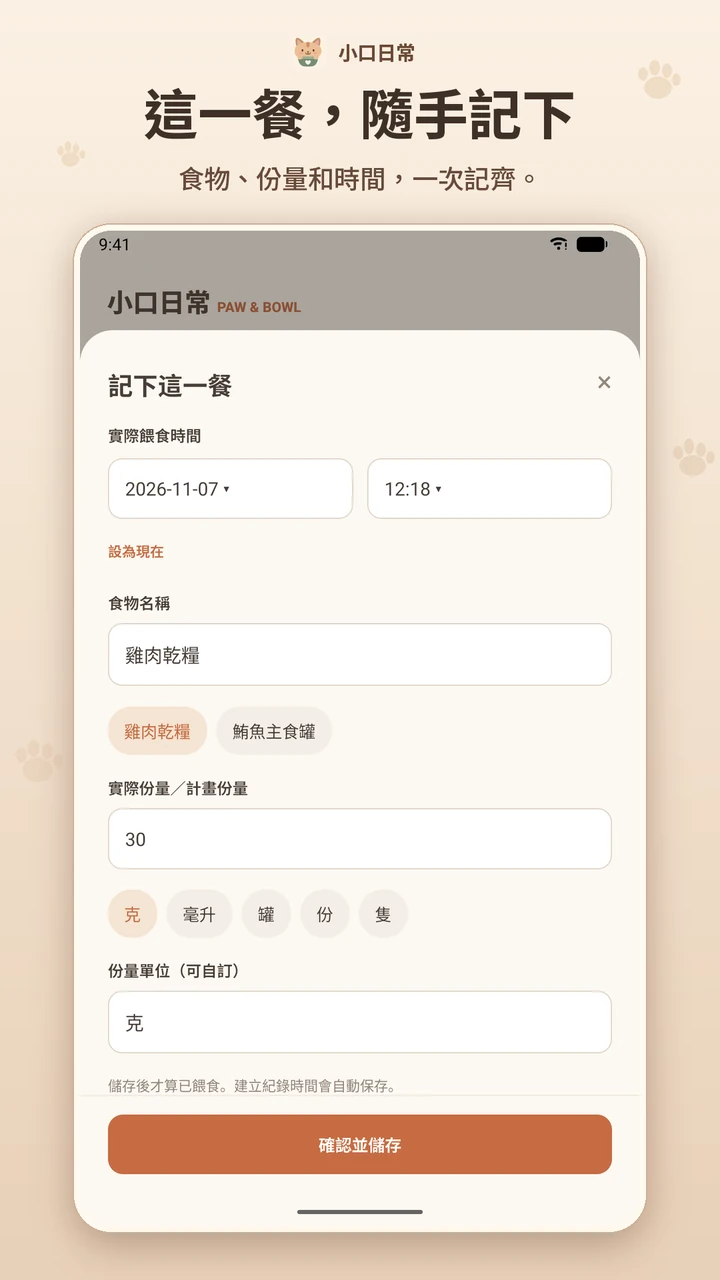 小口日常
這一餐，隨手記下
食物、份量和時間，一次記齊。
9:41
小口日常 PAW & BOWL
記下這一餐 ×
實際餵食時間
2026-11-07 ▾ 12:18 ▾
設為現在
食物名稱
雞肉乾糧
雞肉乾糧 鮪魚主食罐
實際份量／計畫份量
30
克 毫升 罐 份 隻
份量單位（可自訂）
克
儲存後才算已餵食。建立紀錄時間會自動保存。
確認並儲存